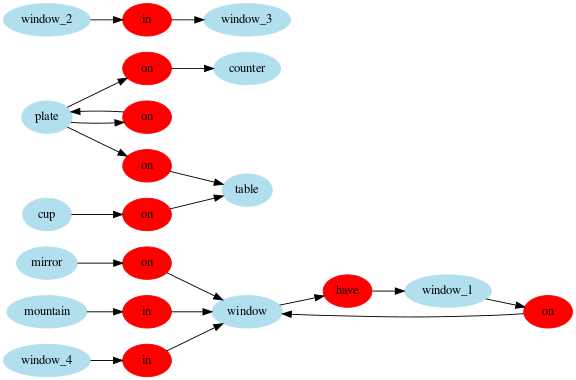 window_2 in window_3
on counter
plate on
on
table
cup on
mirror on
have window_1
mountain in window on
window_4 in